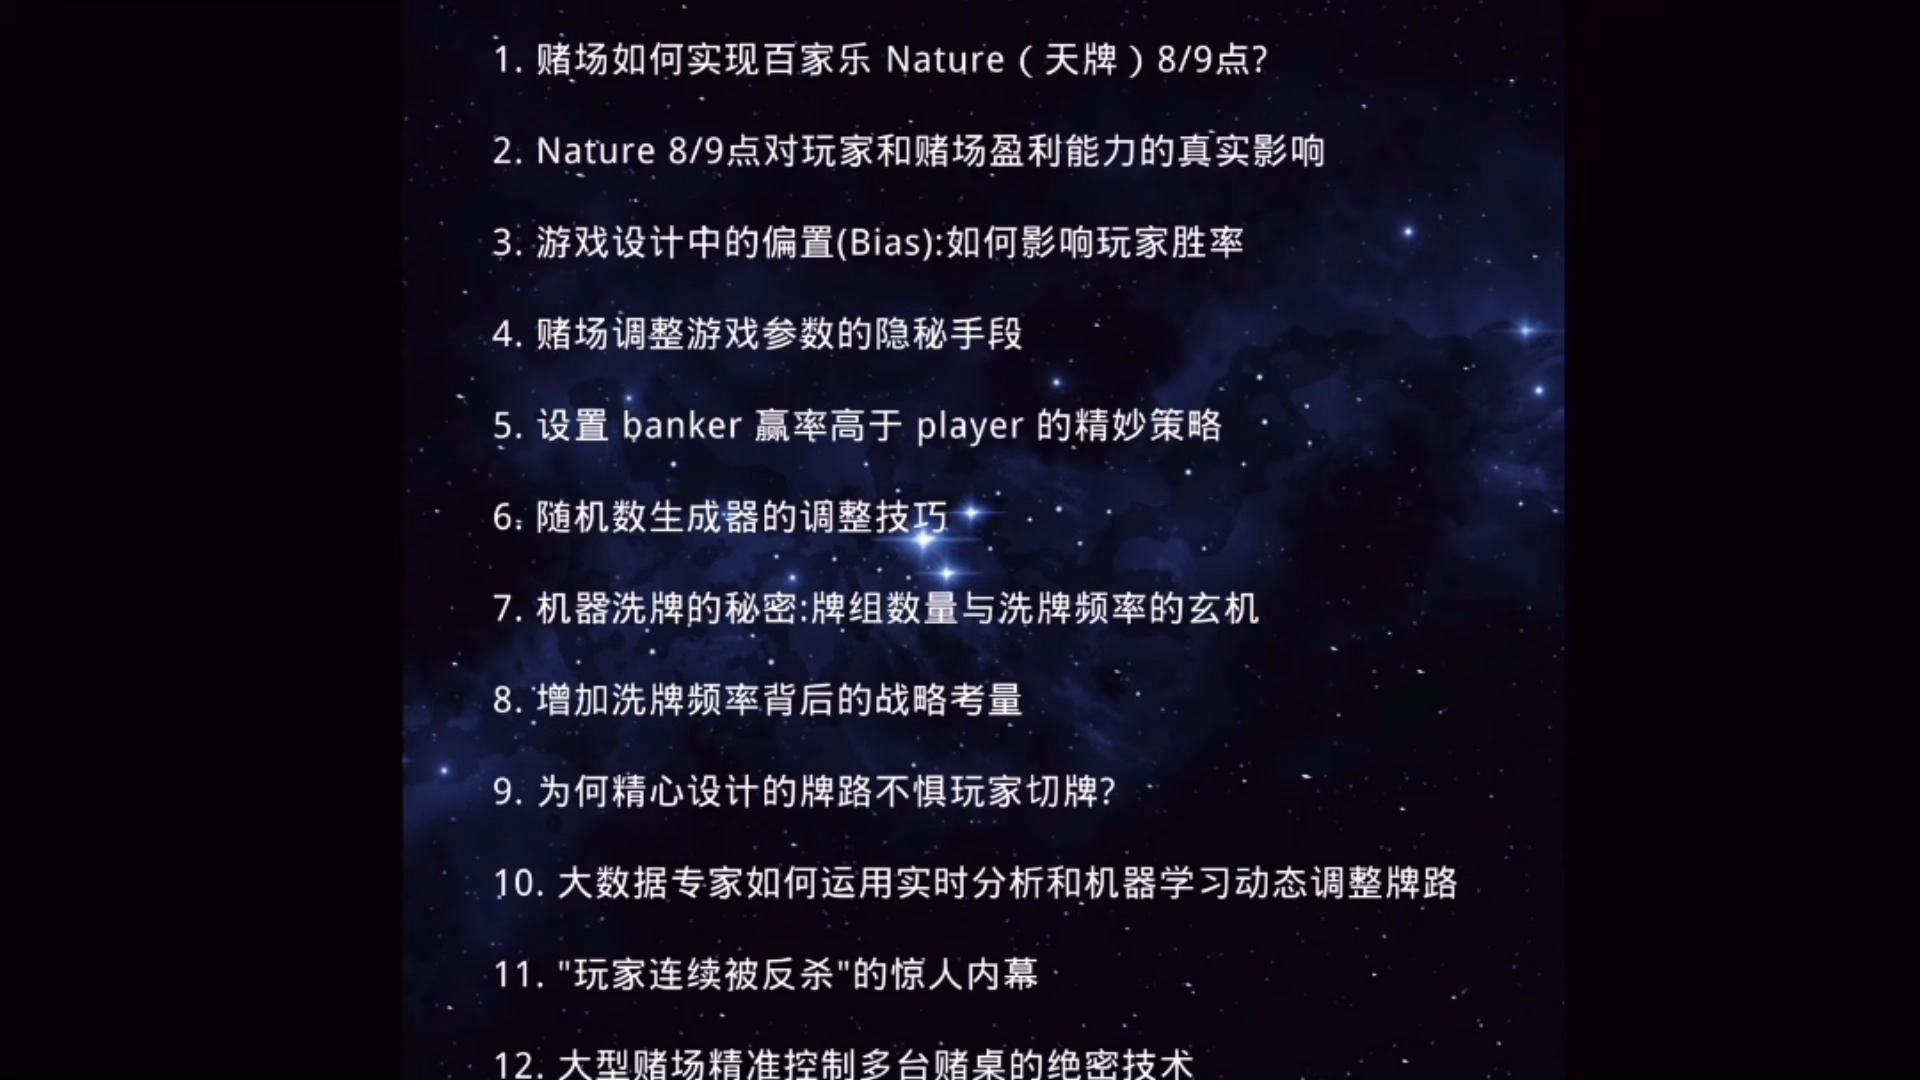 1. 赌场如何实现百家乐 Nature（天牌）8/9点?
2. Nature 8/9点对玩家和赌场盈利能力的真实影响
3. 游戏设计中的偏置(Bias):如何影响玩家胜率
4. 赌场调整游戏参数的隐秘手段
5. 设置 banker 赢率高于 player 的精妙策略
6. 随机数生成器的调整技巧
7. 机器洗牌的秘密:牌组数量与洗牌频率的玄机
8. 增加洗牌频率背后的战略考量
9. 为何精心设计的牌路不惧玩家切牌?
10. 大数据专家如何运用实时分析和机器学习动态调整牌路
11. "玩家连续被反杀"的惊人内幕
12. 大型赌场精准控制多台赌桌的绝密技术